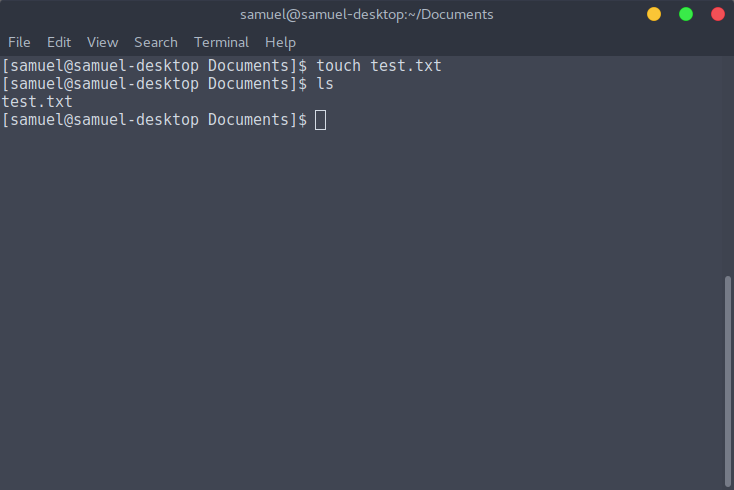 samuel@samuel-desktop:~/Documents
File Edit View Search Terminal Help
[samuel@samuel-desktop Documents]$ touch test.txt
[samuel@samuel-desktop Documents]$ ls
test.txt
[samuel@samuel-desktop Documents]$